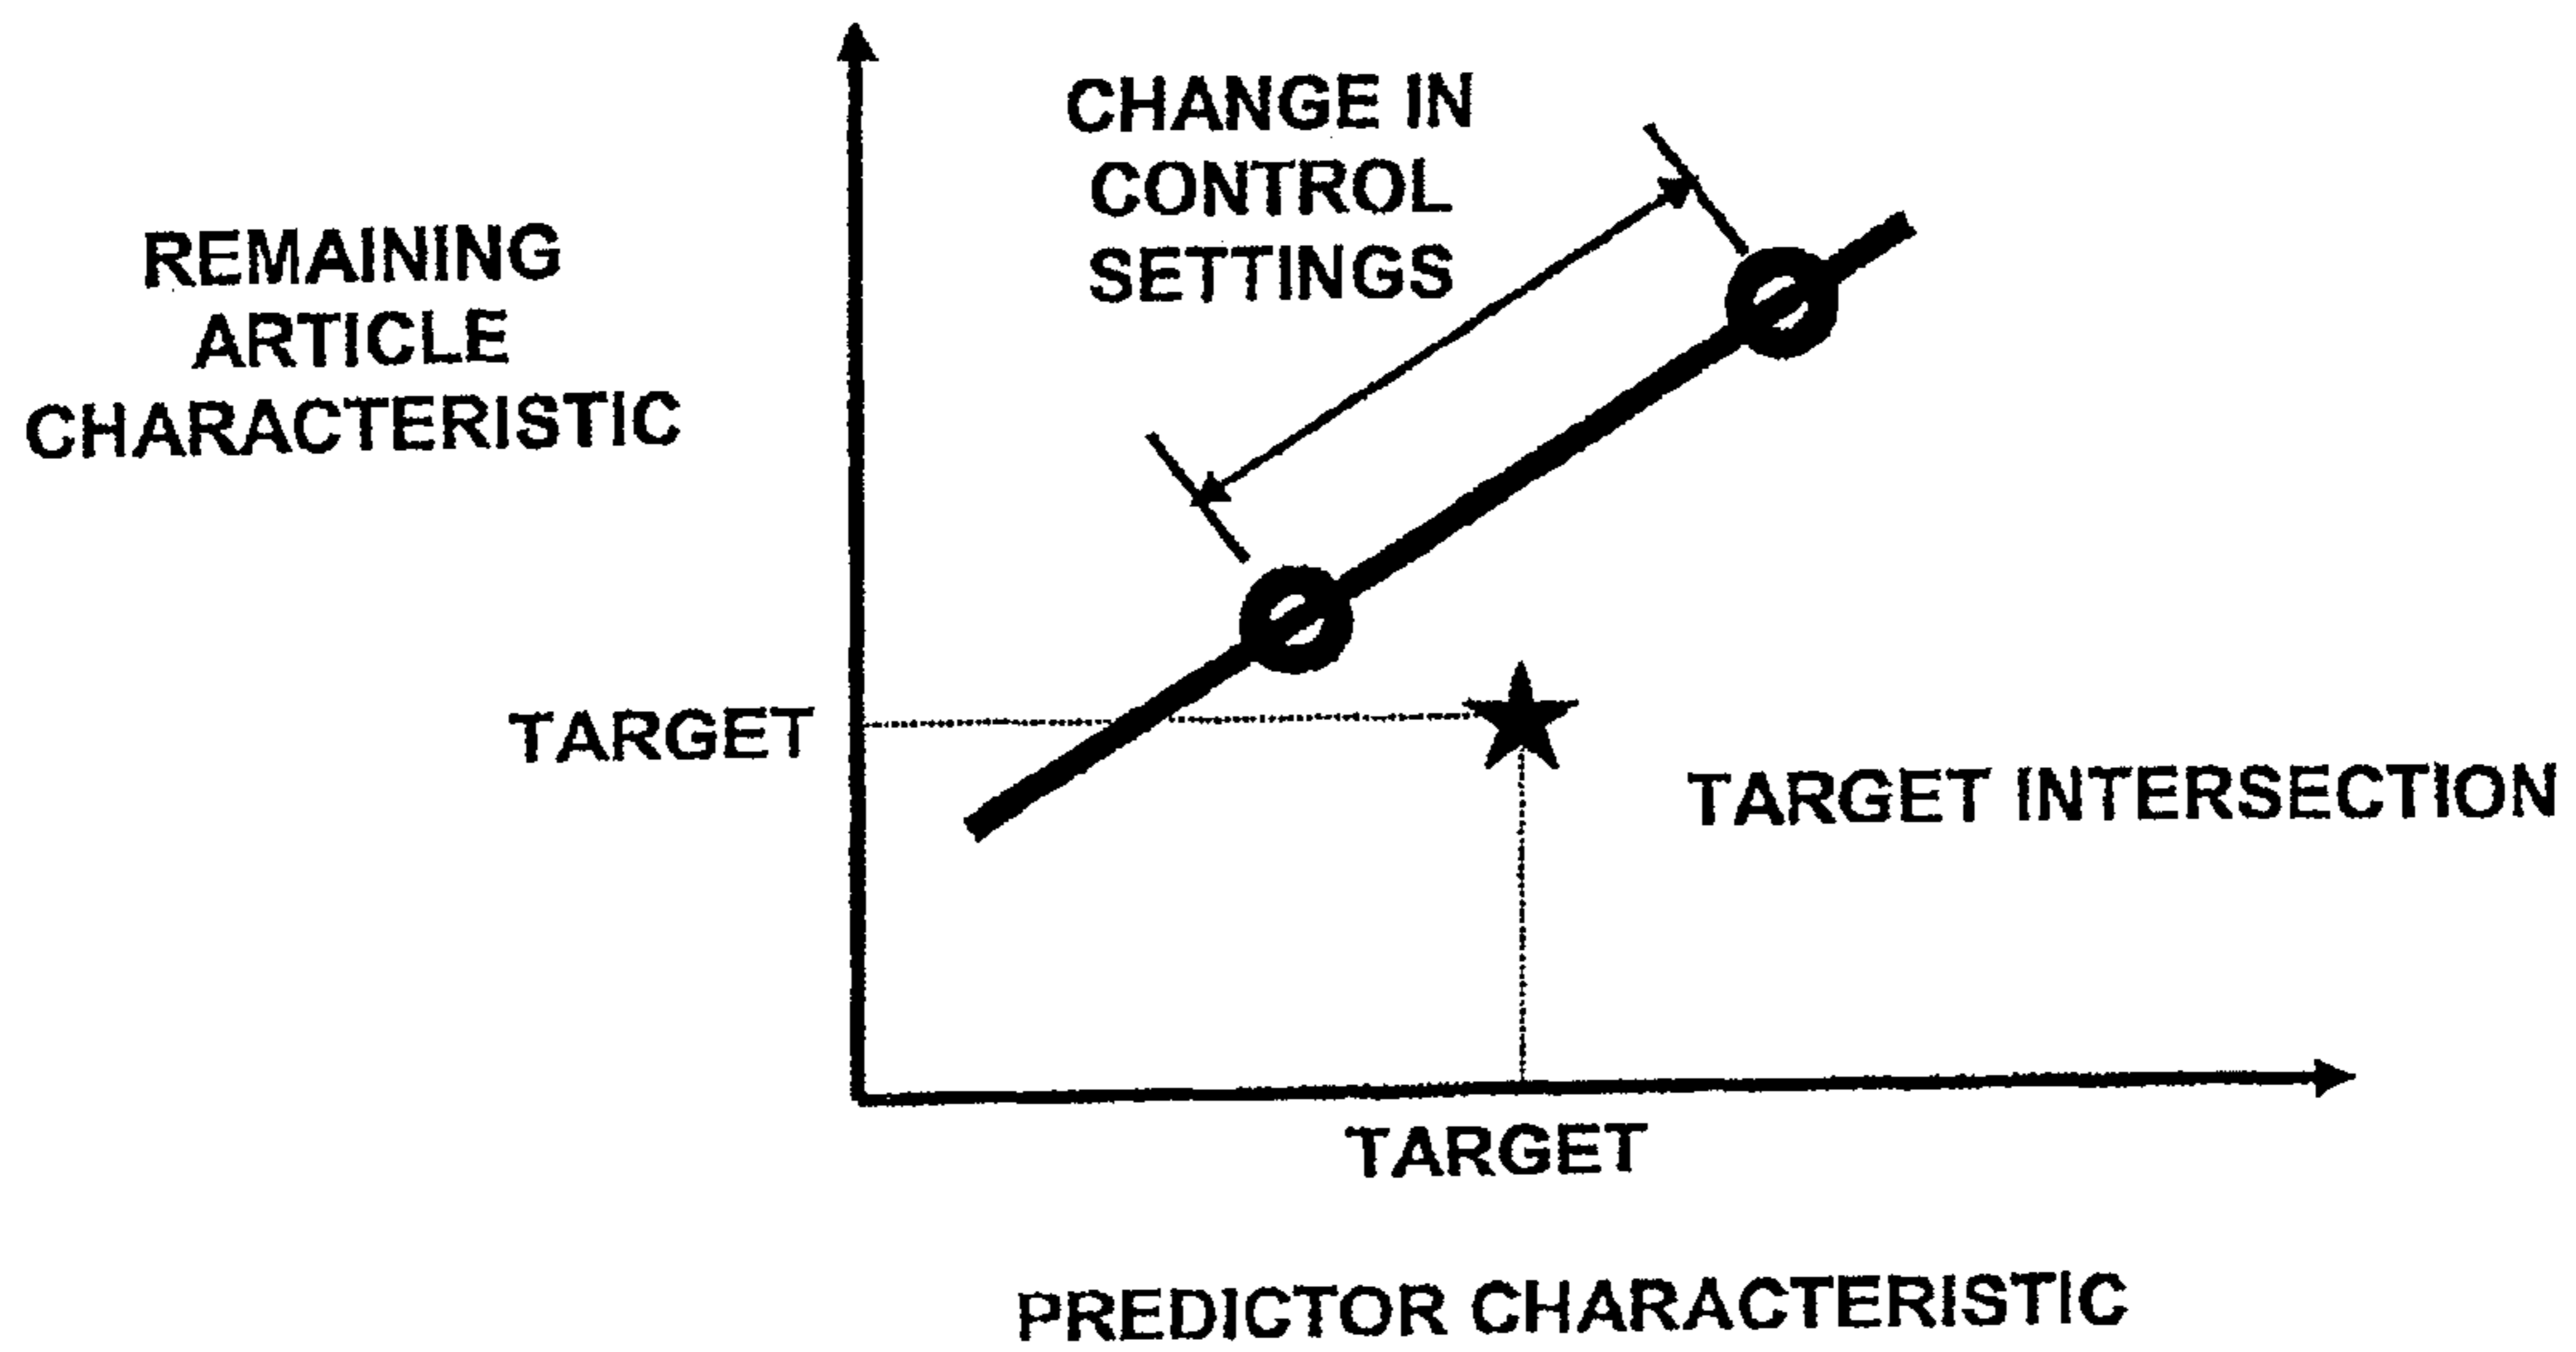 CHANGE IN
CONTROL
SETTINGS
REMAINING
ARTICLE
CHARACTERISTIC
TARGET
TARGET INTERSECTION
TARGET
PREDICTOR CHARACTERISTIC